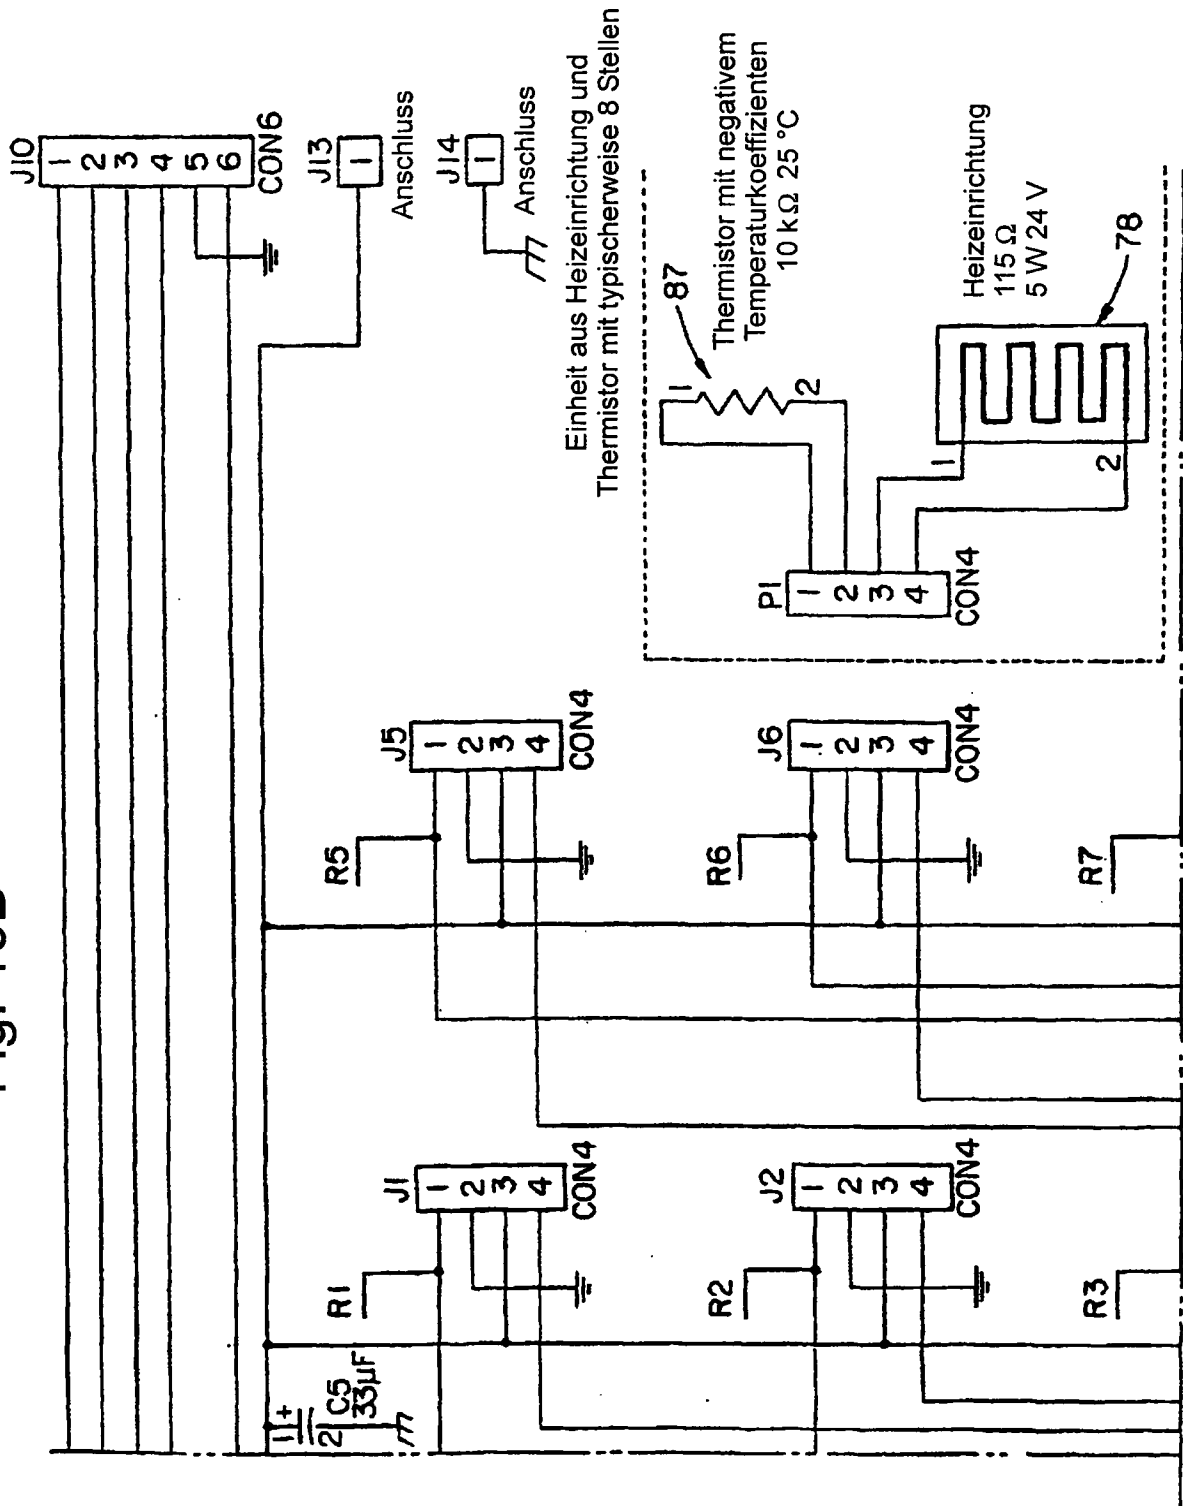 Fig.
J10
1
2
3
4
5
6
CON6
J13
1
Anschluss
J14
1
Anschluss
Einheit aus Heizeinrichtung und
Thermistor mit typischerweise 8 Stellen
87
1
2
Thermistor mit negativem
Temperaturkoeffizienten
10 kΩ 25 °C
Heizeinrichtung
115 Ω
5 W 24 V
78
1
2
P1
1
2
3
4
CON4
R5
J5
1
2
3
4
CON4
R6
J6
1
2
3
4
CON4
R7
1
+
2
C5
33µF
R1
J1
1
2
3
4
CON4
R2
J2
1
2
3
4
CON4
R3